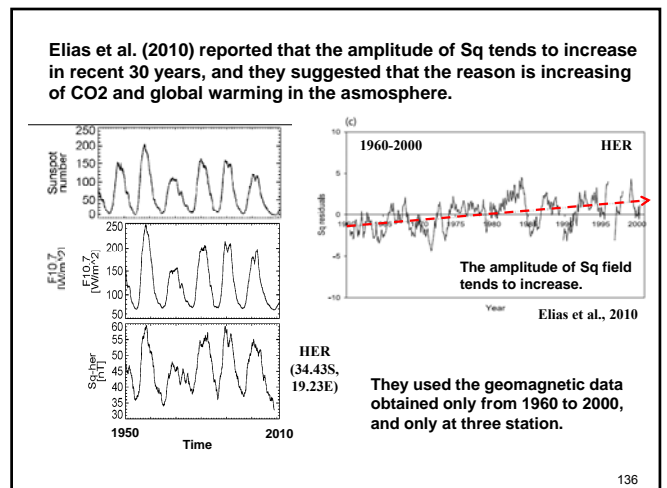 Elias et al. (2010) reported that the amplitude of Sq tends to increase
in recent 30 years, and they suggested that the reason is increasing
of CO2 and global warming in the asmosphere.
Sunspot
number
250
200
150
100
50
0
F10.7
[W/m^2]
F10.7
[W/m^2]
250
200
150
100
50
Sq-her
[nT]
60
55
50
45
40
35
30
1950
2010
Time
HER
(34.43S,
19.23E)
(c)
1960-2000
HER
Sq residuals
10
5
0
-5
-10
1975
1980
1995
2000
The amplitude of Sq field
tends to increase.
Year
Elias et al., 2010
They used the geomagnetic data
obtained only from 1960 to 2000,
and only at three station.
136